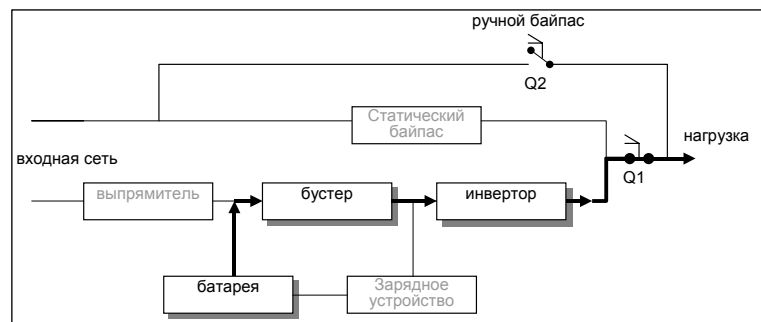 ручной байпас
Q2
Статический
байпас
нагрузка
входная сеть
Q1
выпрямитель
бустер
инвертор
батарея
Зарядное
устройство